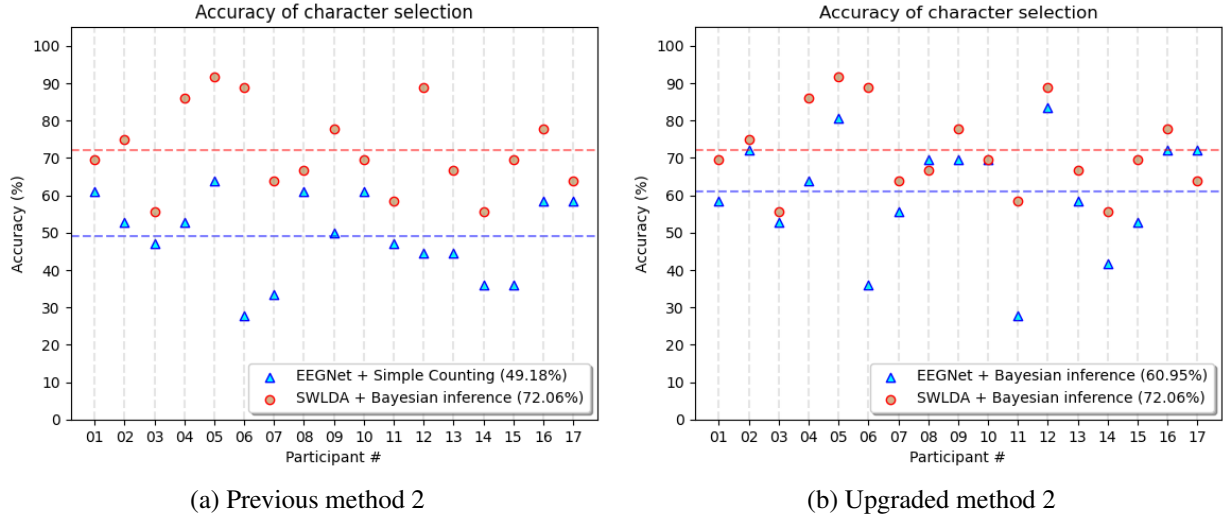 Accuracy of character selection
Accuracy (%)
100
90
80
70
60
50
40
30
20
10
0
EEGNet + Simple Counting (49.18%)
SWLDA + Bayesian inference (72.06%)
01 02 03 04 05 06 07 08 09 10 11 12 13 14 15 16 17
Participant #
(a) Previous method 2
Accuracy of character selection
Accuracy (%)
100
90
80
70
60
50
40
30
20
10
0
EEGNet + Bayesian inference (60.95%)
SWLDA + Bayesian inference (72.06%)
01 02 03 04 05 06 07 08 09 10 11 12 13 14 15 16 17
Participant #
(b) Upgraded method 2